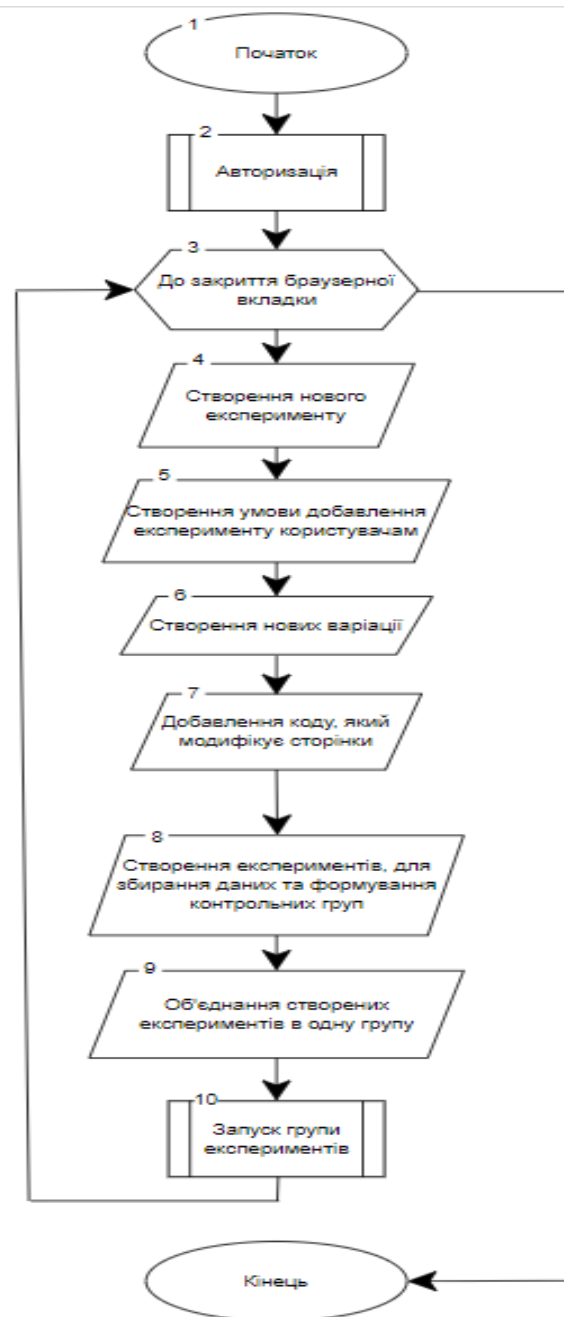 1
Початок
2
Авторизація
3
До закриття браузерної
вкладки
4
Створення нового
експерименту
5
Створення умови добавлення
експерименту користувачам
6
Створення нових варіації
7
Добавлення коду, який
модифікує сторінки
8
Створення експериментів, для
збирання даних та формування
контрольних груп
9
Об'єднання створених
експериментів в одну групу
10
Запуск групи
експериментів
Кінець